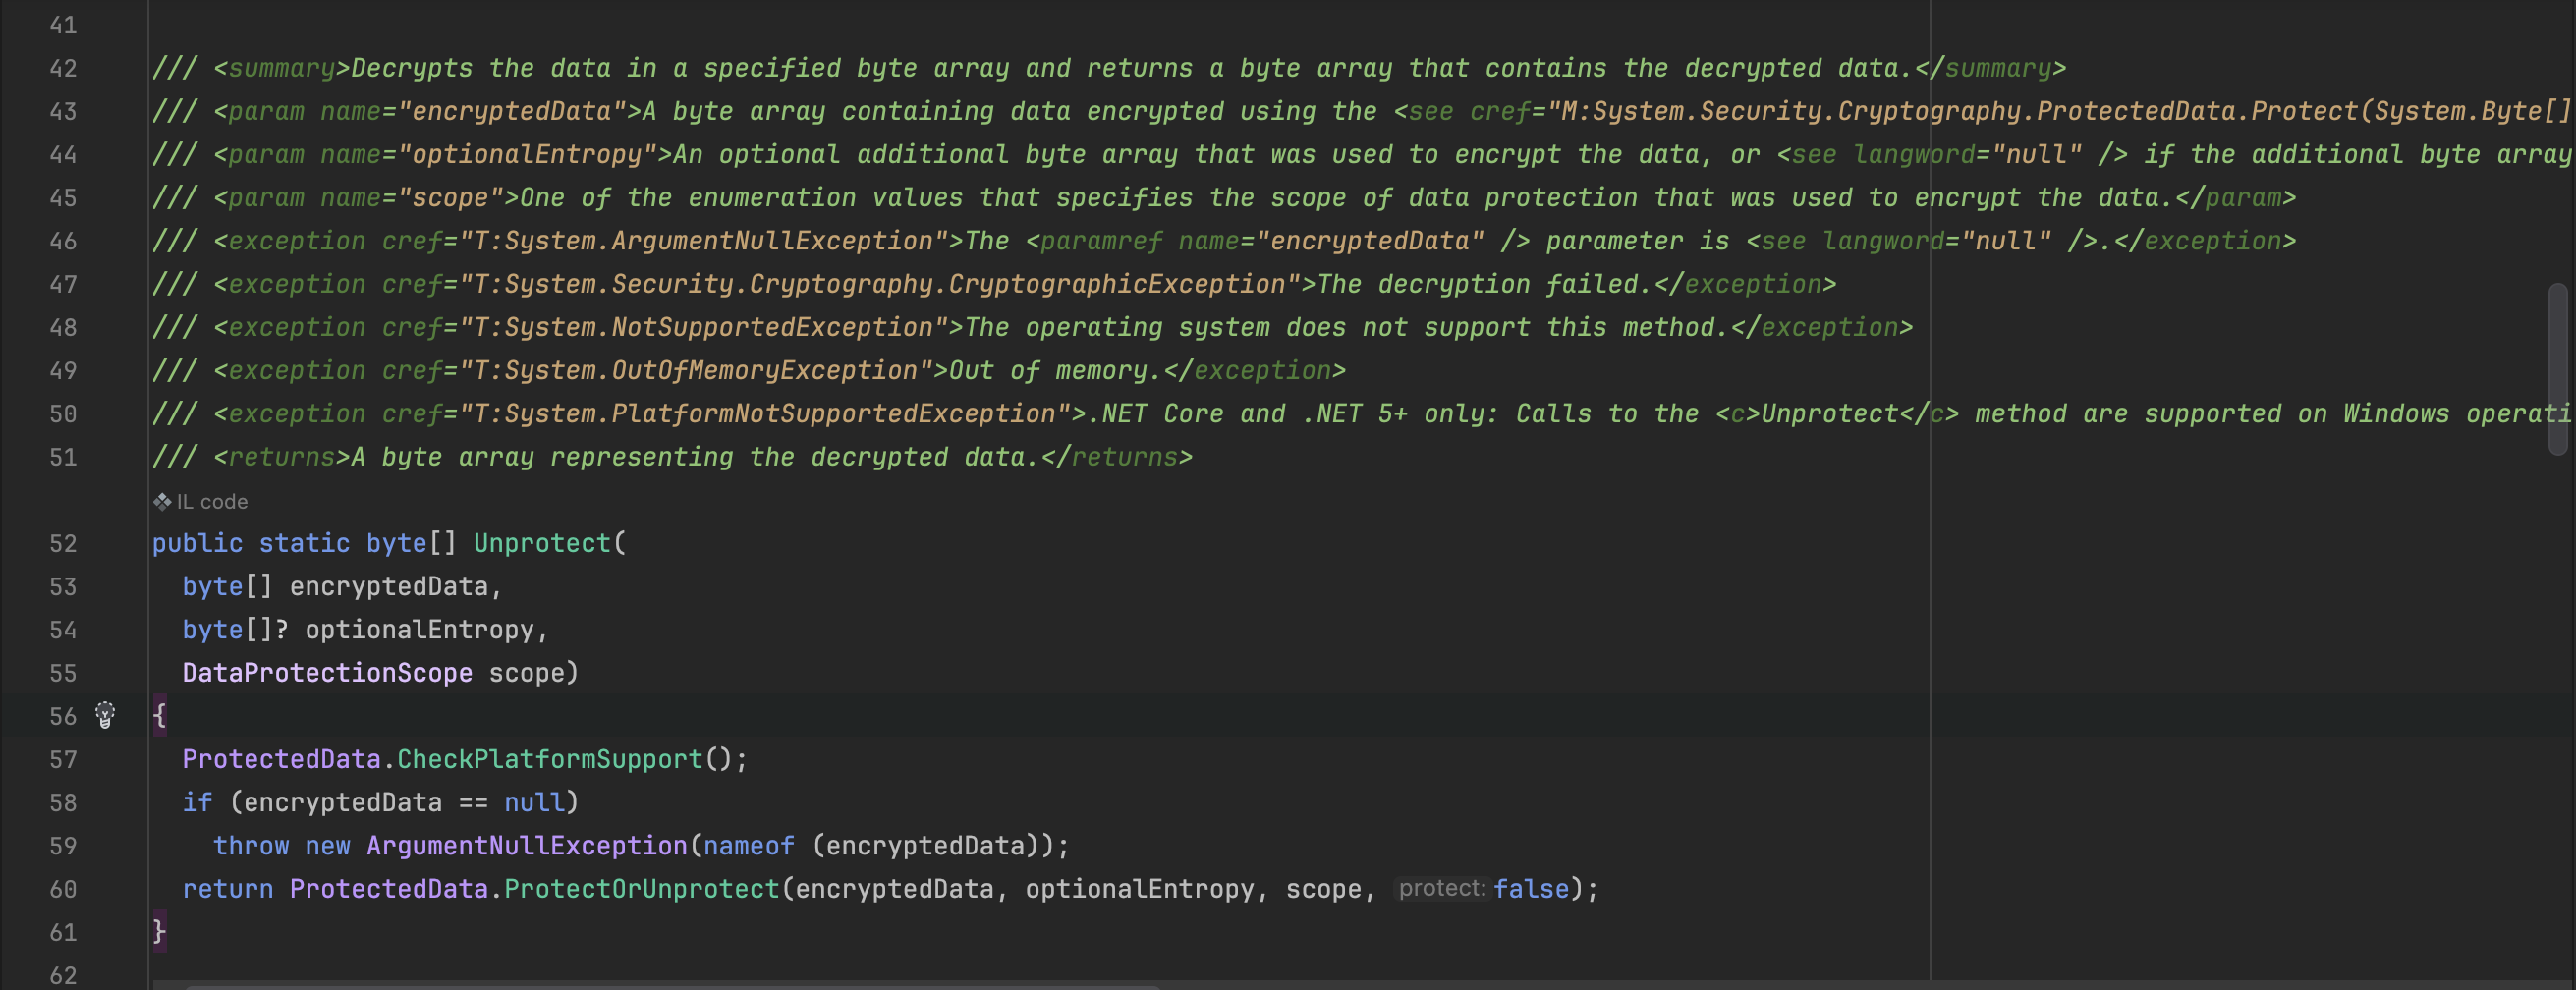 41
42 /// <summary>Decrypts the data in a specified byte array and returns a byte array that contains the decrypted data.</summary>
43 /// <param name="encryptedData">A byte array containing data encrypted using the <see cref="M:System.Security.Cryptography.ProtectedData.Protect(System.Byte[]
44 /// <param name="optionalEntropy">An optional additional byte array that was used to encrypt the data, or <see langword="null" /> if the additional byte array
45 /// <param name="scope">One of the enumeration values that specifies the scope of data protection that was used to encrypt the data.</param>
46 /// <exception cref="T:System.ArgumentNullException">The <paramref name="encryptedData" /> parameter is <see langword="null" />.</exception>
47 /// <exception cref="T:System.Security.Cryptography.CryptographicException">The decryption failed.</exception>
48 /// <exception cref="T:System.NotSupportedException">The operating system does not support this method.</exception>
49 /// <exception cref="T:System.OutOfMemoryException">Out of memory.</exception>
50 /// <exception cref="T:System.PlatformNotSupportedException">.NET Core and .NET 5+ only: Calls to the <c>Unprotect</c> method are supported on Windows operati
51 /// <returns>A byte array representing the decrypted data.</returns>
IL code
52 public static byte[] Unprotect(
53   byte[] encryptedData,
54   byte[]? optionalEntropy,
55   DataProtectionScope scope)
56 {
57   ProtectedData.CheckPlatformSupport();
58   if (encryptedData == null)
59     throw new ArgumentNullException(nameof (encryptedData));
60   return ProtectedData.ProtectOrUnprotect(encryptedData, optionalEntropy, scope, protect: false);
61 }
62